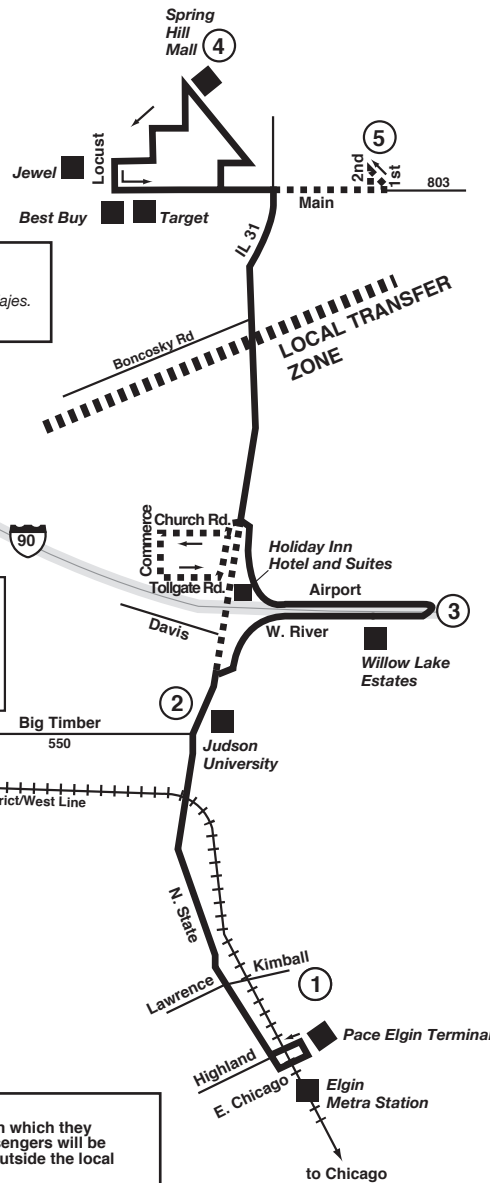 Spring
Hill
Mall
4
5
2nd
1st
803
Main
Locust
Jewel
Best Buy
Target
IL 31
ajes.
Boncosky Rd
LOCAL TRANSFER
ZONE
90
Commerce
Church Rd.
Tollgate Rd.
Holiday Inn
Hotel and Suites
Airport
3
Davis
W. River
Willow Lake
Estates
2
Big Timber
550
Judson
University
rict/West Line
N. State
Kimball
Lawrence
1
Pace Elgin Terminal
Highland
E. Chicago
Elgin
Metra Station
n which they
sengers will be
utside the local
to Chicago